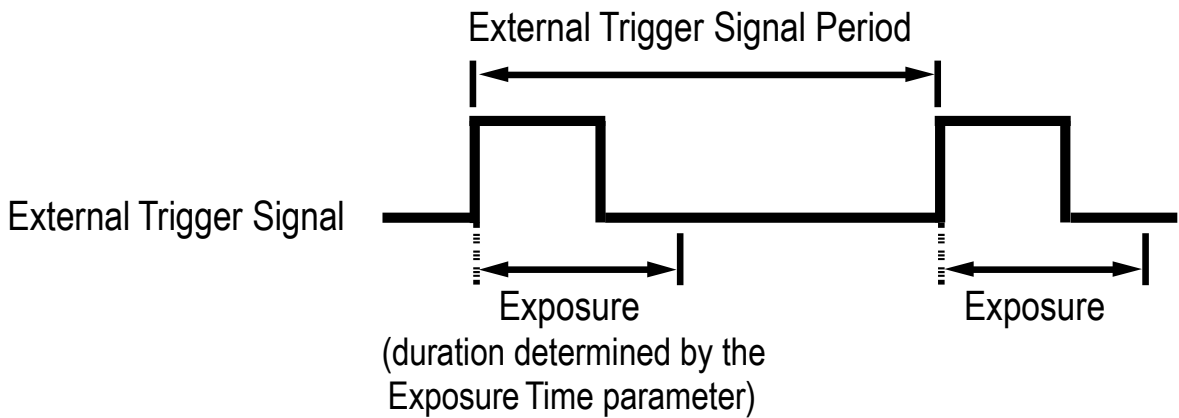 External Trigger Signal Period
External Trigger Signal
Exposure
(duration determined by the
Exposure Time parameter)
Exposure